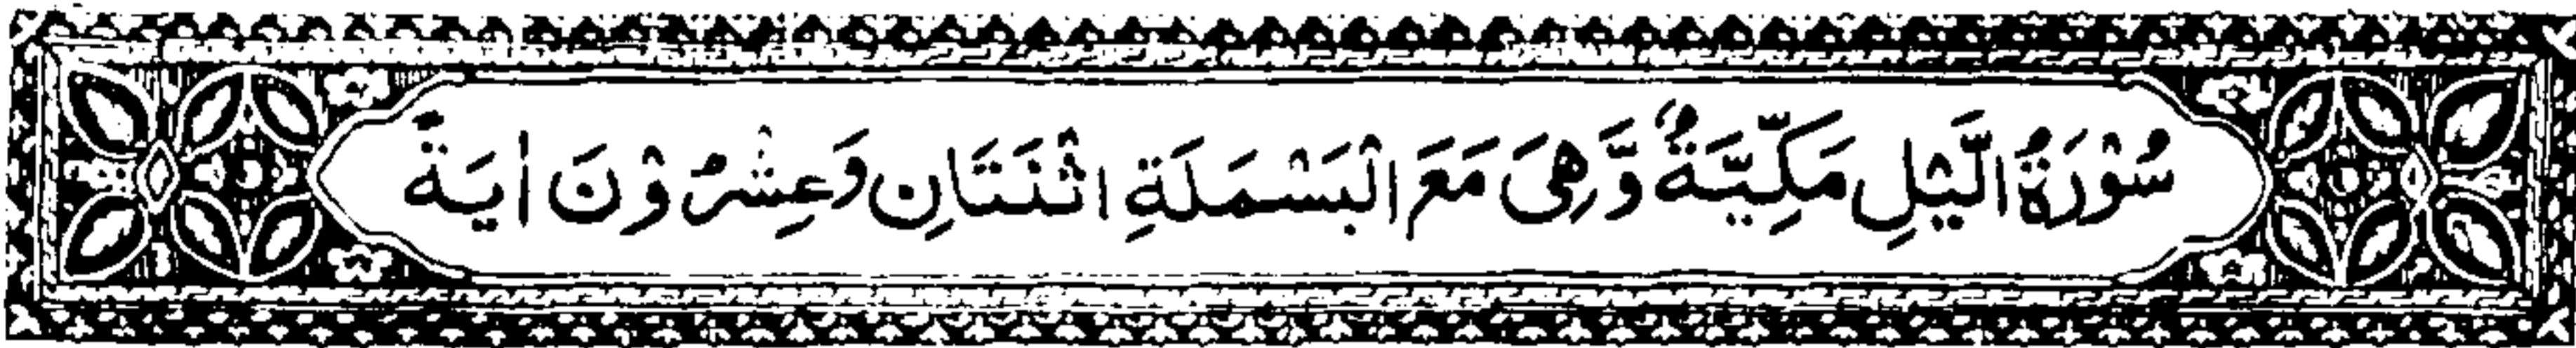 سُوْرَةُ الَّيْلِ مَكِّيَّةٌ وَّهِىَ مَعَ الْبَسْمَلَةِ اثْنَتَانِ وَعِشْرُوْنَ اٰيَةً